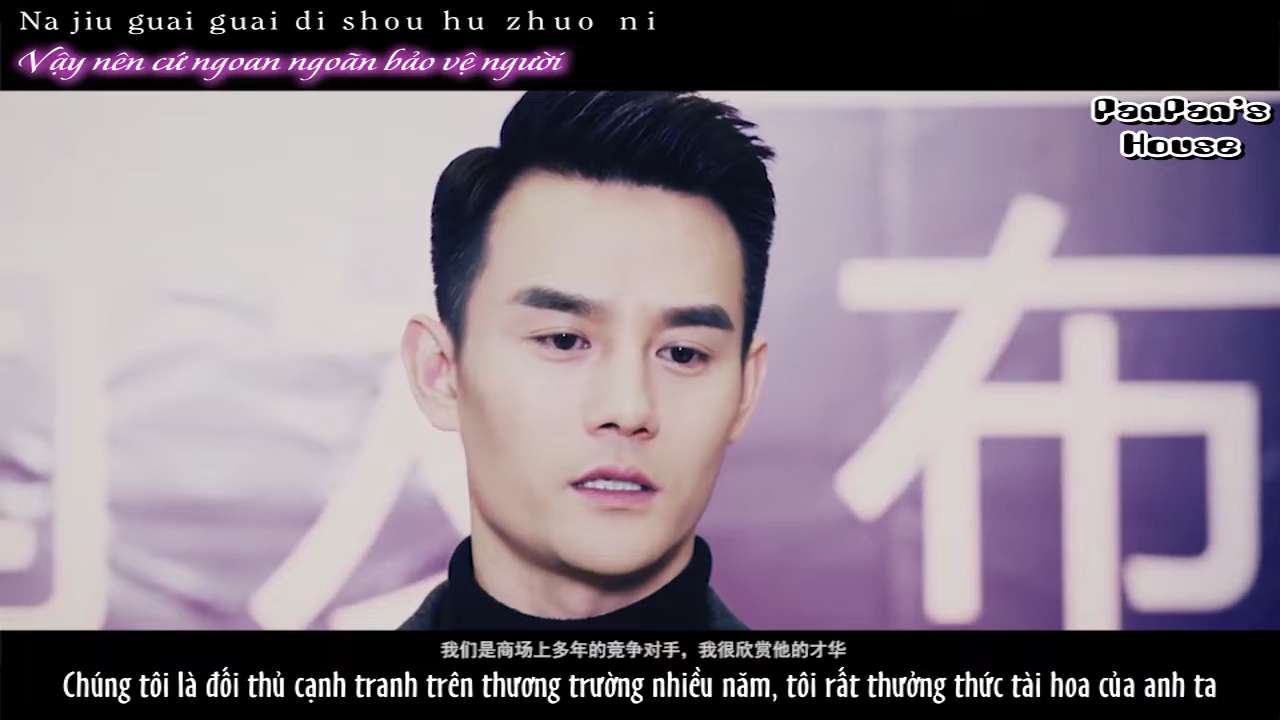 Na jiu guai guai di shou hu zhuo ni
Vậy nên cứ ngoan ngoãn bảo vệ người
PanPan's
House
布
我们是商场上多年的竞争对手，我很欣赏他的才华
Chúng tôi là đối thủ cạnh tranh trên thương trường nhiều năm, tôi rất thưởng thức tài hoa của anh ta